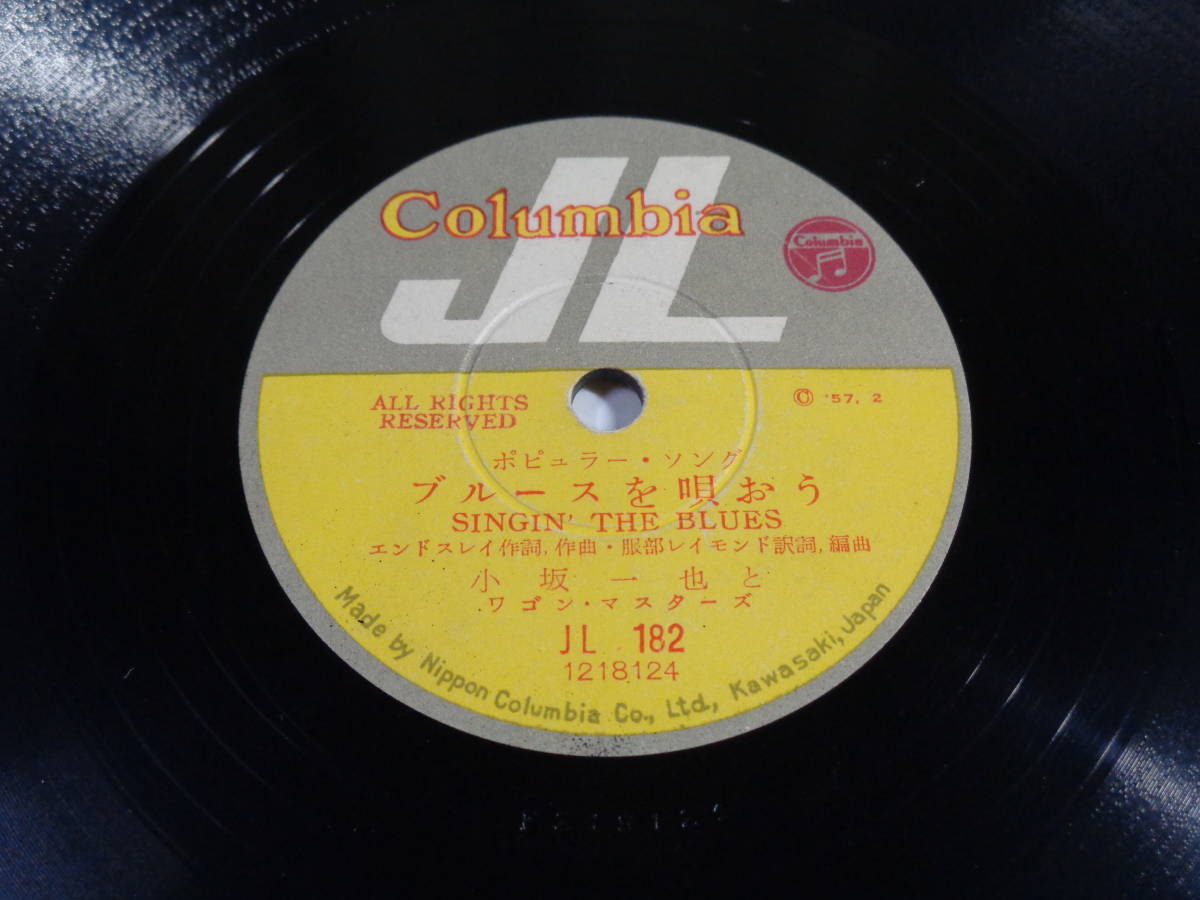 JL
Columbia
Columbia
ALL RIGHTS
RESERVED
© '57, 2
ポピュラー・ソング
ブルースを唄おう
SINGIN' THE BLUES
エンドスレイ作詞, 作曲・服部レイモンド訳詞, 編曲
小坂一也と
ワゴン・マスターズ
JL 182
1218124
Made by Nippon Columbia Co., Ltd., Kawasaki, Japan